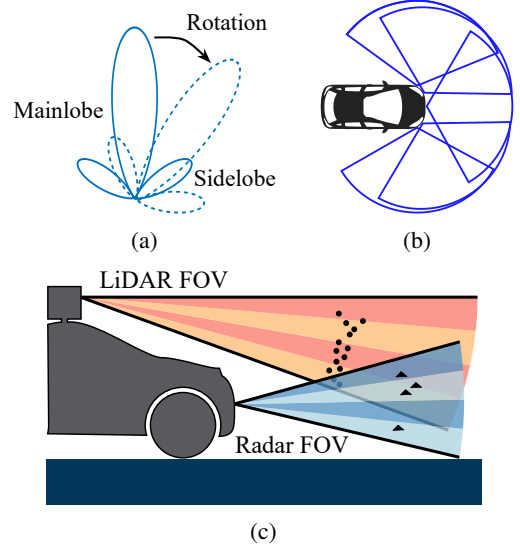 Rotation
Mainlobe
Sidelobe
(a)
(b)
LiDAR FOV
Radar FOV
(c)